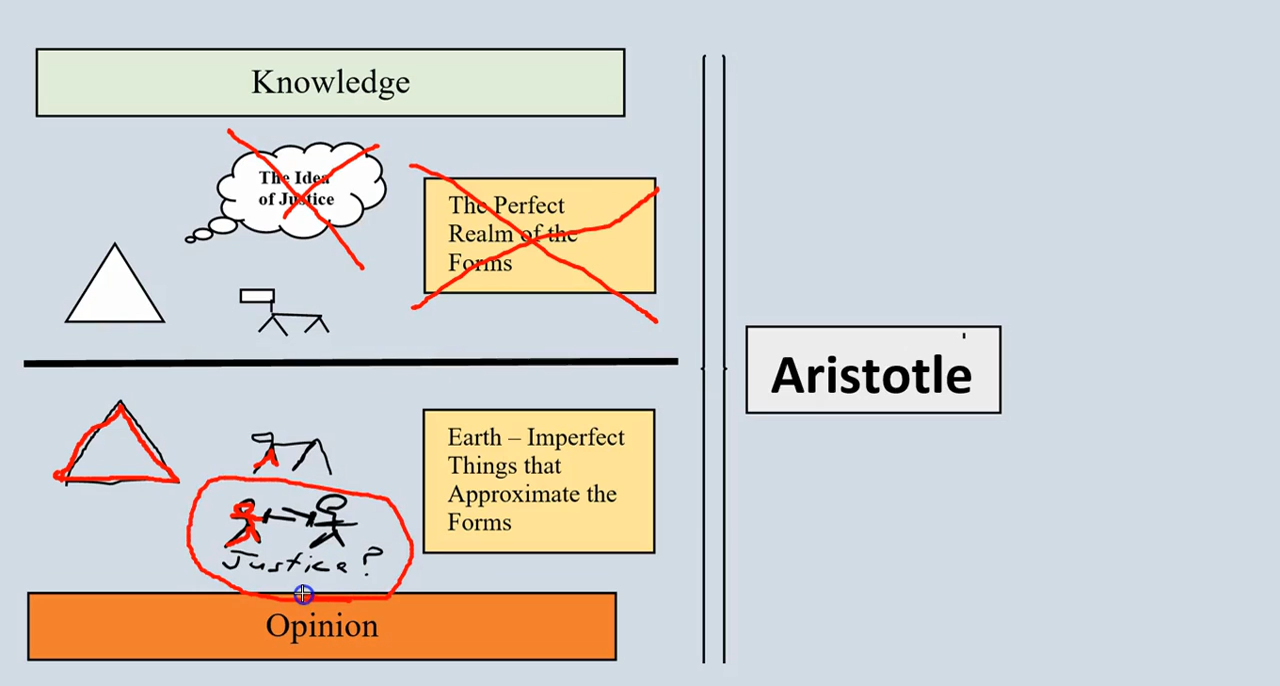 Knowledge
The Idea
of Justice
The Perfect
Realm of the
Forms
Aristotle
Earth – Imperfect
Things that
Approximate the
Forms
Justice?
Opinion